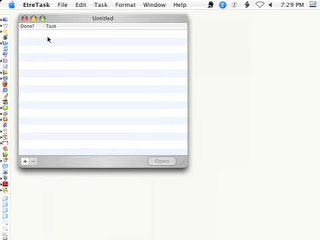 EtreTask File Edit Task Format Window Help 7:29 PM
Untitled
Done? Task
+ −
Open